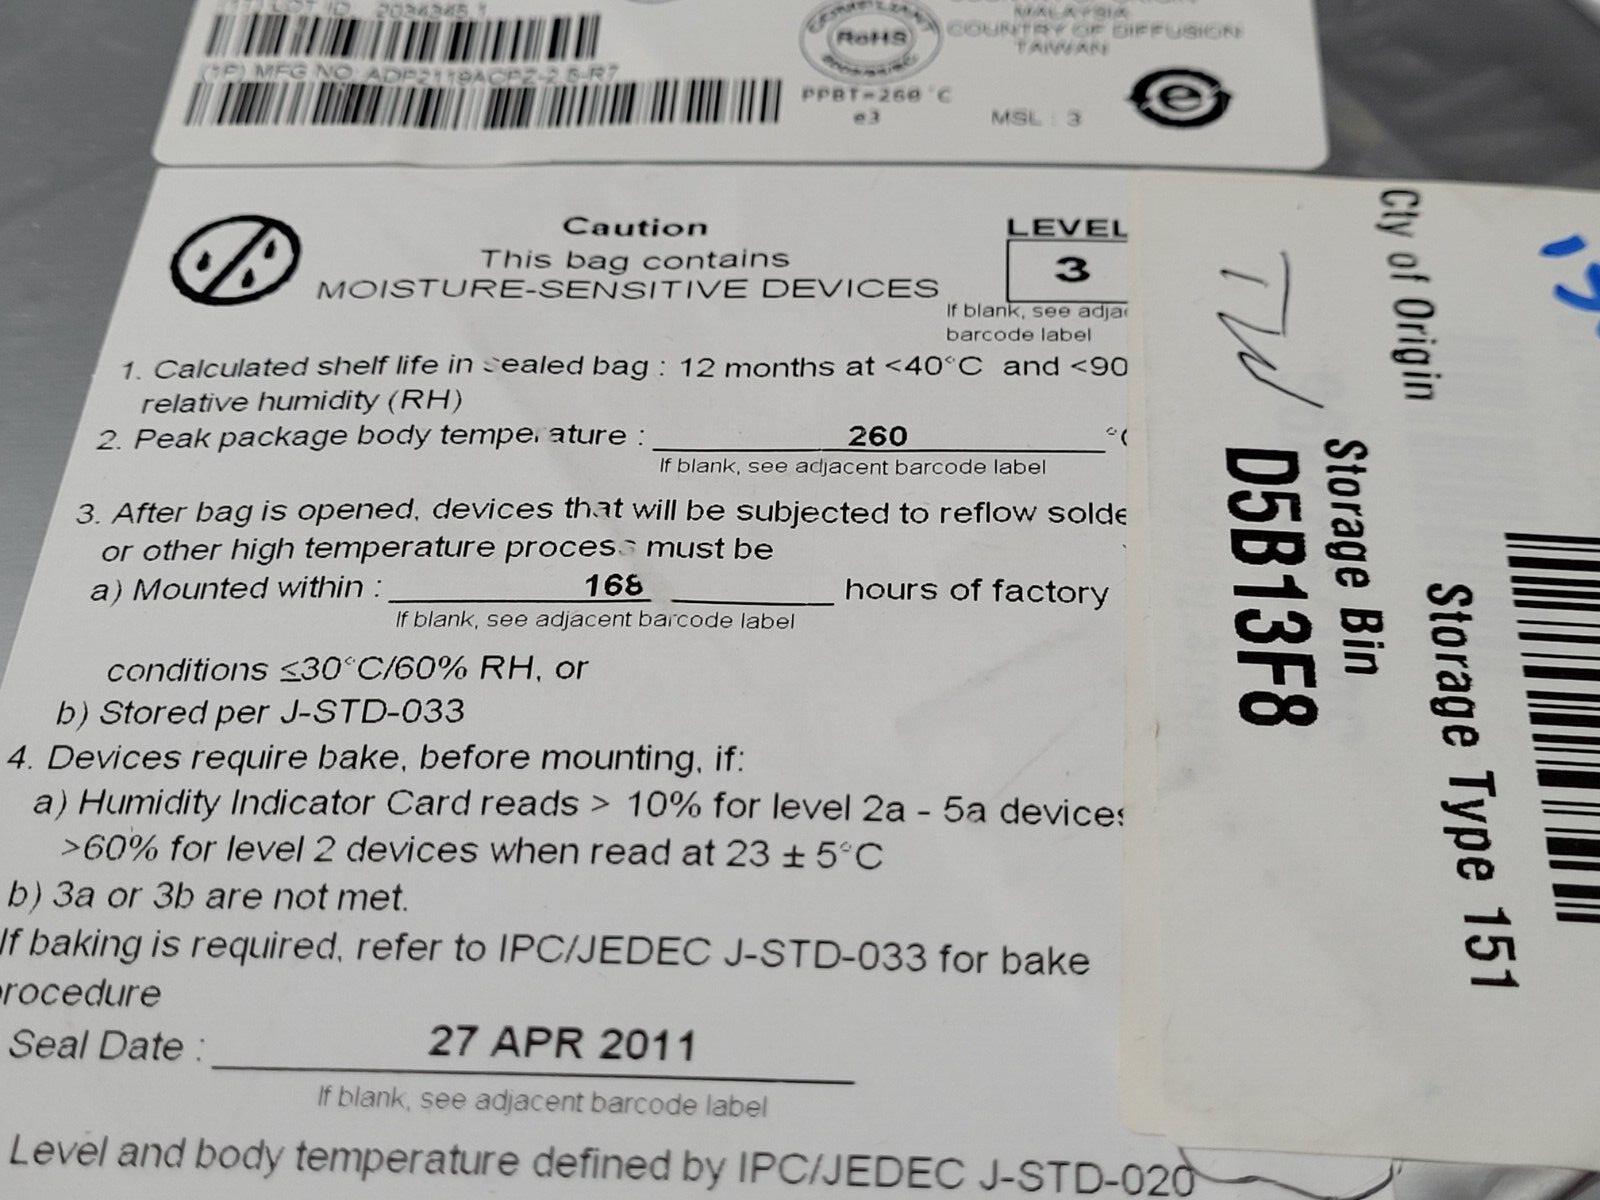 (1T) LOT ID 2034345.1
(1P) MFG NO: ADP2119ACPZ-2.5-R7
COMPLIANT
RoHS
PPBT=260°C
e3
MSL : 3
e
MALAYSIA
COUNTRY OF DIFFUSION
TAIWAN
Caution
This bag contains
MOISTURE-SENSITIVE DEVICES
LEVEL
3
If blank, see adja
barcode label
1. Calculated shelf life in sealed bag : 12 months at <40°C and <90
relative humidity (RH)
2. Peak package body temperature : 260 °C
If blank, see adjacent barcode label
3. After bag is opened, devices that will be subjected to reflow solde
or other high temperature process must be
a) Mounted within : 168 hours of factory
If blank, see adjacent barcode label
conditions ≤30°C/60% RH, or
b) Stored per J-STD-033
4. Devices require bake, before mounting, if:
a) Humidity Indicator Card reads > 10% for level 2a - 5a devices
>60% for level 2 devices when read at 23 ± 5°C
b) 3a or 3b are not met.
If baking is required, refer to IPC/JEDEC J-STD-033 for bake
procedure
Seal Date : 27 APR 2011
If blank, see adjacent barcode label
Level and body temperature defined by IPC/JEDEC J-STD-020
Cty of Origin
TW
Storage Bin
D5B13F8
Storage Type 151